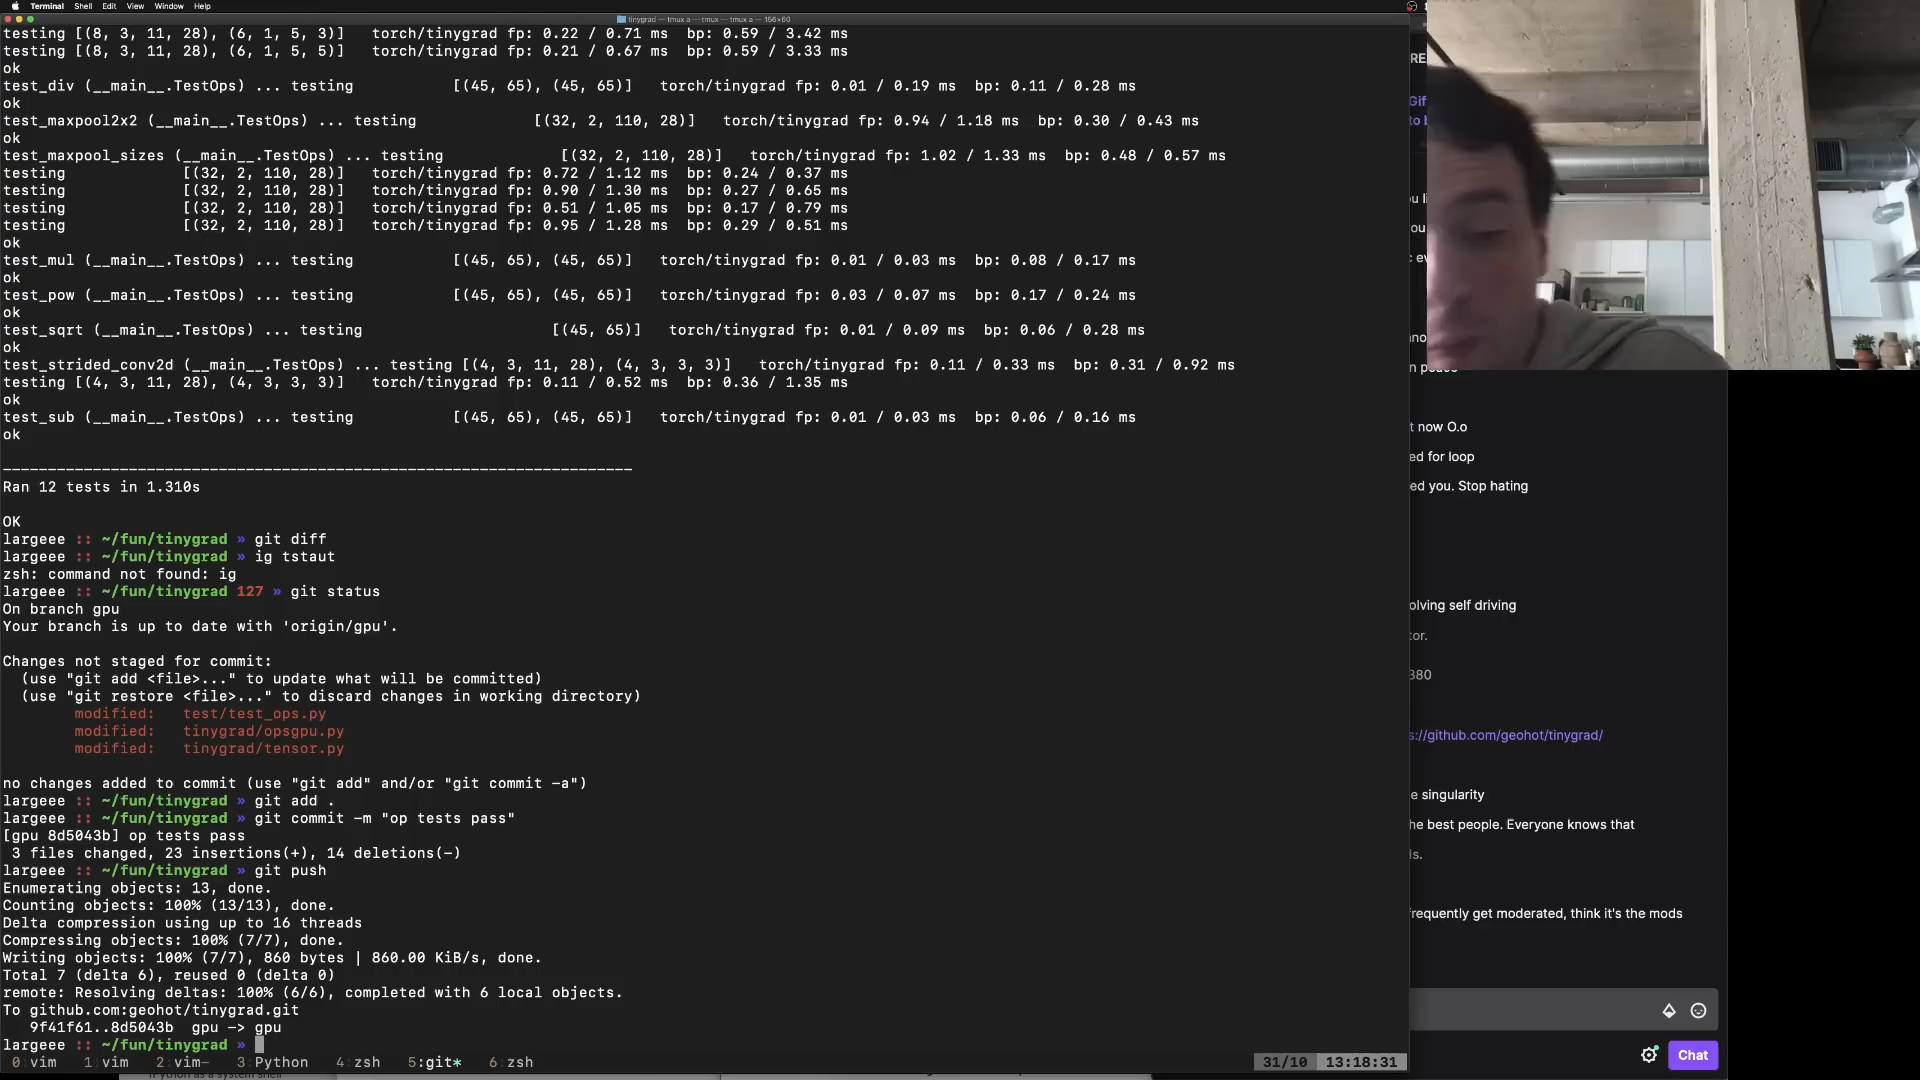 Terminal Shell Edit View Window Help
tinygrad — tmux a — tmux — tmux a — 156×60
testing [(8, 3, 11, 28), (6, 1, 5, 3)]   torch/tinygrad fp: 0.22 / 0.71 ms  bp: 0.59 / 3.42 ms
testing [(8, 3, 11, 28), (6, 1, 5, 5)]   torch/tinygrad fp: 0.21 / 0.67 ms  bp: 0.59 / 3.33 ms
ok
test_div (__main__.TestOps) ... testing           [(45, 65), (45, 65)]   torch/tinygrad fp: 0.01 / 0.19 ms  bp: 0.11 / 0.28 ms
ok
test_maxpool2x2 (__main__.TestOps) ... testing             [(32, 2, 110, 28)]   torch/tinygrad fp: 0.94 / 1.18 ms  bp: 0.30 / 0.43 ms
ok
test_maxpool_sizes (__main__.TestOps) ... testing             [(32, 2, 110, 28)]   torch/tinygrad fp: 1.02 / 1.33 ms  bp: 0.48 / 0.57 ms
testing             [(32, 2, 110, 28)]   torch/tinygrad fp: 0.72 / 1.12 ms  bp: 0.24 / 0.37 ms
testing             [(32, 2, 110, 28)]   torch/tinygrad fp: 0.90 / 1.30 ms  bp: 0.27 / 0.65 ms
testing             [(32, 2, 110, 28)]   torch/tinygrad fp: 0.51 / 1.05 ms  bp: 0.17 / 0.79 ms
testing             [(32, 2, 110, 28)]   torch/tinygrad fp: 0.95 / 1.28 ms  bp: 0.29 / 0.51 ms
ok
test_mul (__main__.TestOps) ... testing           [(45, 65), (45, 65)]   torch/tinygrad fp: 0.01 / 0.03 ms  bp: 0.08 / 0.17 ms
ok
test_pow (__main__.TestOps) ... testing           [(45, 65), (45, 65)]   torch/tinygrad fp: 0.03 / 0.07 ms  bp: 0.17 / 0.24 ms
ok
test_sqrt (__main__.TestOps) ... testing                     [(45, 65)]   torch/tinygrad fp: 0.01 / 0.09 ms  bp: 0.06 / 0.28 ms
ok
test_strided_conv2d (__main__.TestOps) ... testing [(4, 3, 11, 28), (4, 3, 3, 3)]   torch/tinygrad fp: 0.11 / 0.33 ms  bp: 0.31 / 0.92 ms
testing [(4, 3, 11, 28), (4, 3, 3, 3)]   torch/tinygrad fp: 0.11 / 0.52 ms  bp: 0.36 / 1.35 ms
ok
test_sub (__main__.TestOps) ... testing           [(45, 65), (45, 65)]   torch/tinygrad fp: 0.01 / 0.03 ms  bp: 0.06 / 0.16 ms
ok
----------------------------------------------------------------------
Ran 12 tests in 1.310s
OK
largeee :: ~/fun/tinygrad » git diff
largeee :: ~/fun/tinygrad » ig tstaut
zsh: command not found: ig
largeee :: ~/fun/tinygrad 127 » git status
On branch gpu
Your branch is up to date with 'origin/gpu'.
Changes not staged for commit:
  (use "git add <file>..." to update what will be committed)
  (use "git restore <file>..." to discard changes in working directory)
        modified:   test/test_ops.py
        modified:   tinygrad/opsgpu.py
        modified:   tinygrad/tensor.py
no changes added to commit (use "git add" and/or "git commit -a")
largeee :: ~/fun/tinygrad » git add .
largeee :: ~/fun/tinygrad » git commit -m "op tests pass"
[gpu 8d5043b] op tests pass
 3 files changed, 23 insertions(+), 14 deletions(-)
largeee :: ~/fun/tinygrad » git push
Enumerating objects: 13, done.
Counting objects: 100% (13/13), done.
Delta compression using up to 16 threads
Compressing objects: 100% (7/7), done.
Writing objects: 100% (7/7), 860 bytes | 860.00 KiB/s, done.
Total 7 (delta 6), reused 0 (delta 0)
remote: Resolving deltas: 100% (6/6), completed with 6 local objects.
To github.com:geohot/tinygrad.git
   9f41f61..8d5043b  gpu -> gpu
largeee :: ~/fun/tinygrad »
0:vim  1:vim  2:vim-  3:Python  4:zsh  5:git*  6:zsh  31/10  13:18:31
RE
Gif
to b
u li
ou
c ev
t now O.o
ed for loop
ed you. Stop hating
olving self driving
tor.
380
s://github.com/geohot/tinygrad/
e singularity
he best people. Everyone knows that
ls.
frequently get moderated, think it's the mods
Chat